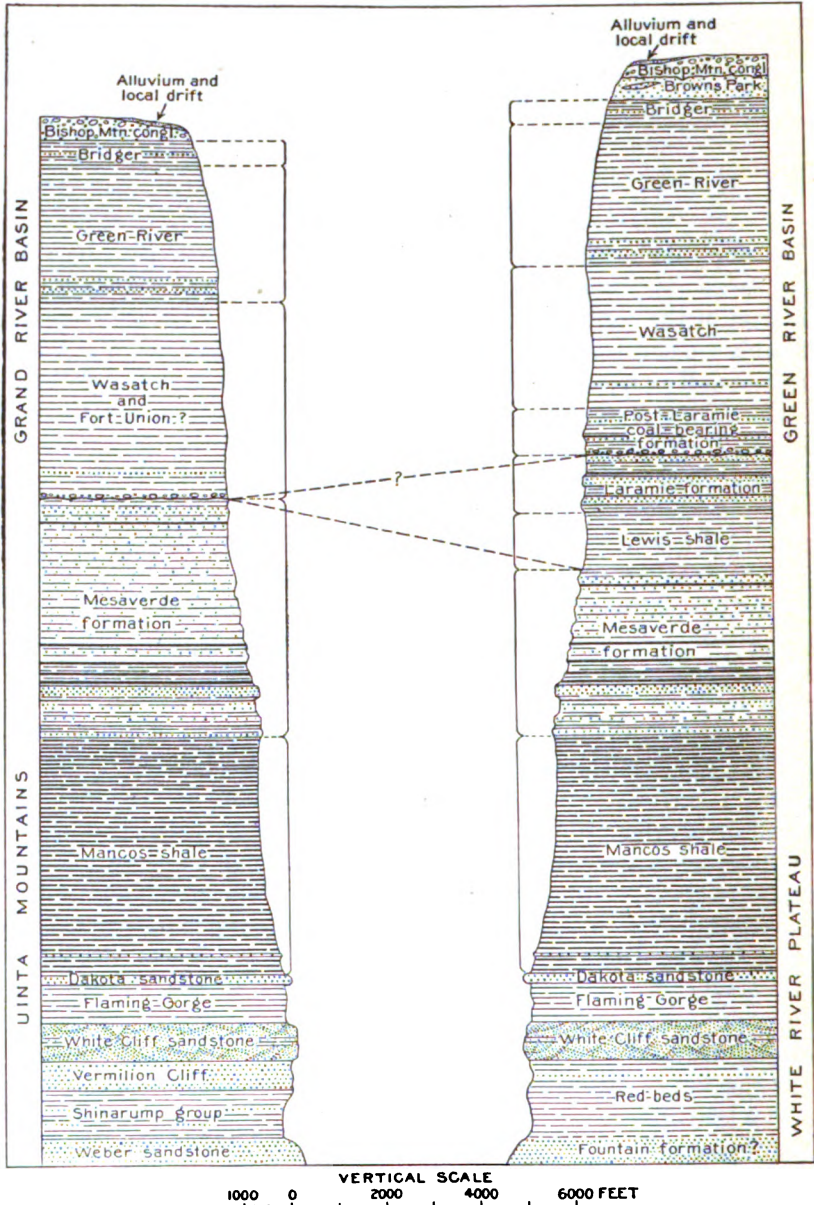 Alluvium and
local drift
Bishop Mtn. congl.
Bridger
Green River
Wasatch
and
Fort Union ?
Mesaverde
formation
Mancos shale
Dakota sandstone
Flaming Gorge
White Cliff sandstone
Vermilion Cliff
Shinarump group
Weber sandstone
GRAND RIVER BASIN
UINTA MOUNTAINS
?
Alluvium and
local drift
Bishop Mtn. congl
Browns Park
Bridger
Green River
Wasatch
Post-Laramie
coal-bearing
formation
Laramie formation
Lewis shale
Mesaverde
formation
Mancos shale
Dakota sandstone
Flaming Gorge
White Cliff sandstone
Red beds
Fountain formation ?
GREEN RIVER BASIN
WHITE RIVER PLATEAU
VERTICAL SCALE
1000 0 2000 4000 6000 FEET